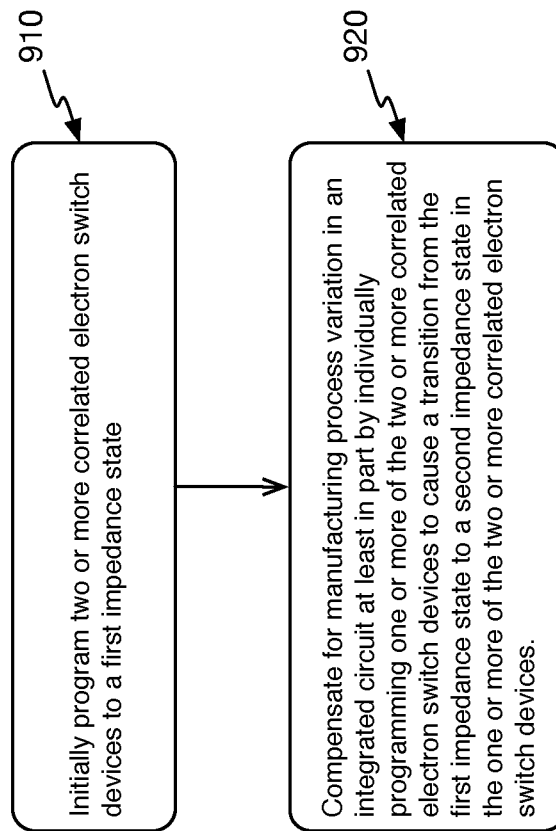 910
Initially program two or more correlated electron switch
devices to a first impedance state
920
Compensate for manufacturing process variation in an
integrated circuit at least in part by individually
programming one or more of the two or more correlated
electron switch devices to cause a transition from the
first impedance state to a second impedance state in
the one or more of the two or more correlated electron
switch devices.